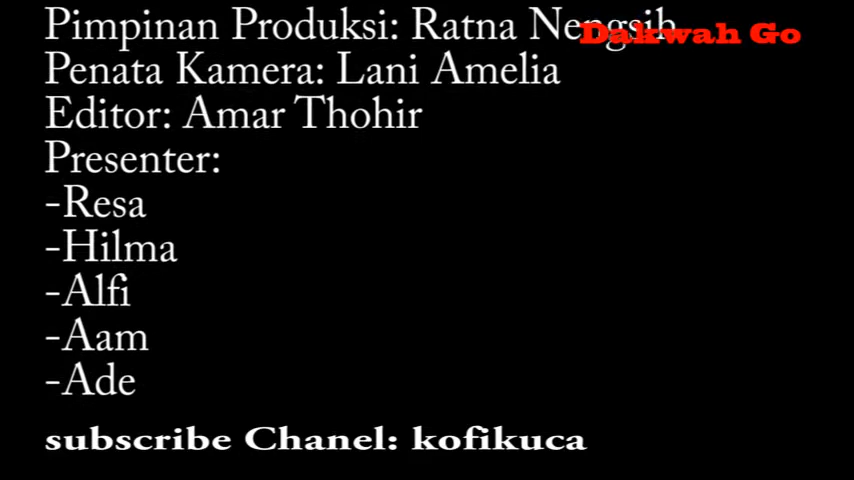 Pimpinan Produksi: Ratna Nengsih
Dakwah Go
Penata Kamera: Lani Amelia
Editor: Amar Thohir
Presenter:
-Resa
-Hilma
-Alfi
-Aam
-Ade
subscribe Chanel: kofikuca